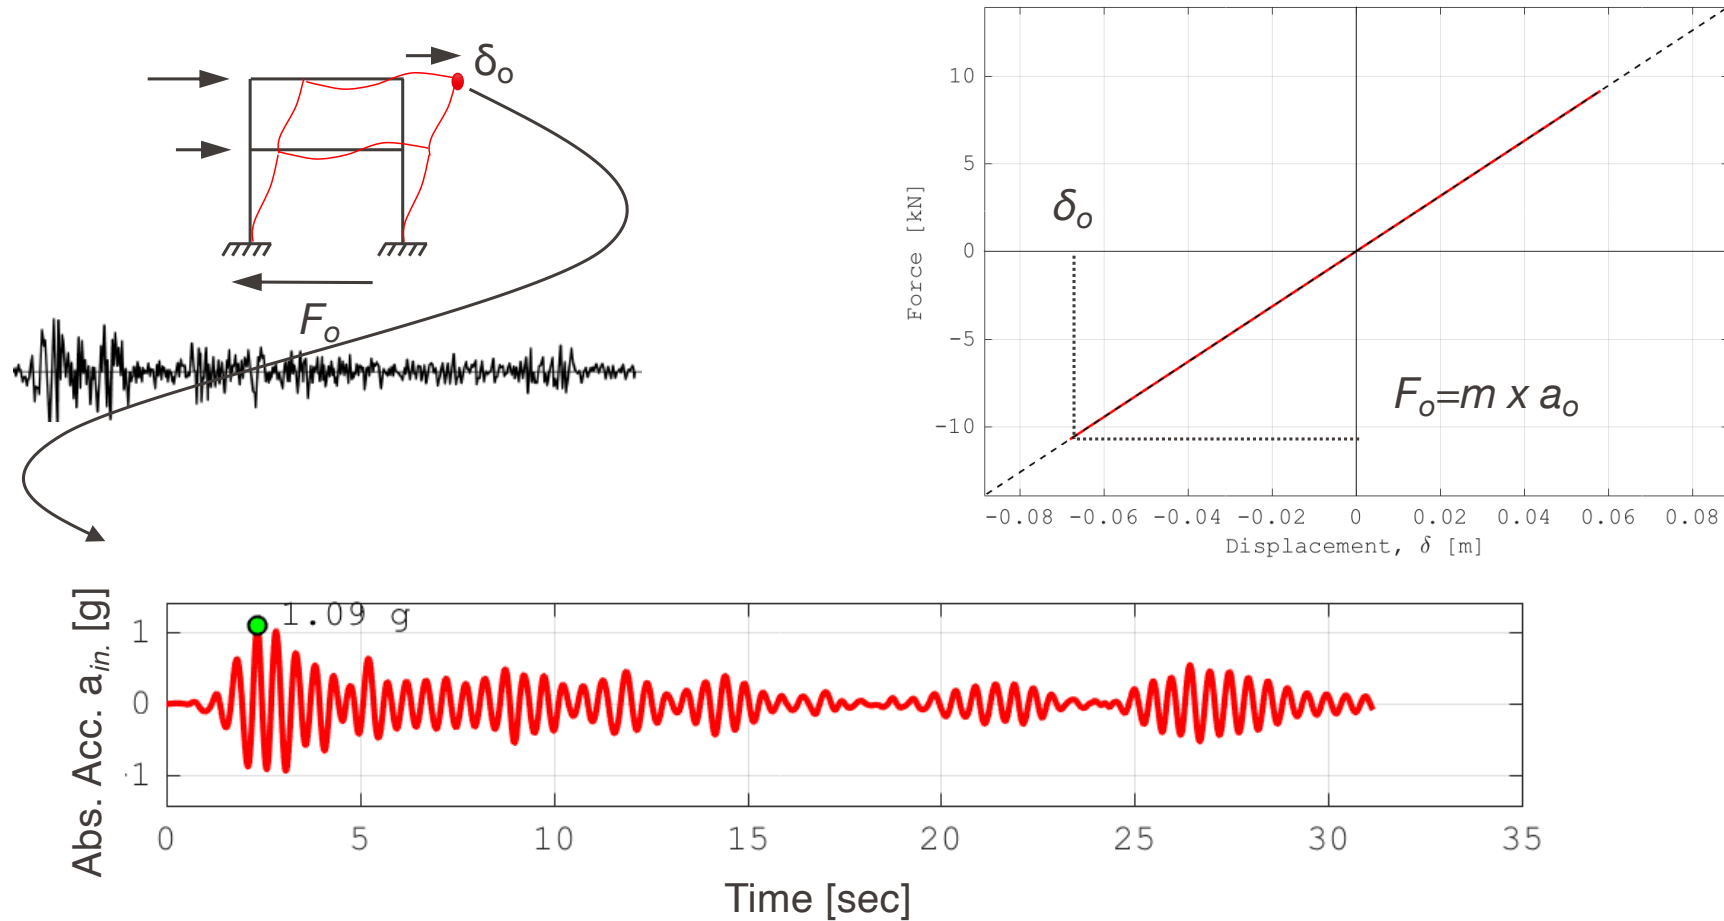 δo
Fo
Force [kN]
10
5
0
−5
−10
δo
Fo=m x ao
-0.08 -0.06 -0.04 -0.02 0 0.02 0.04 0.06 0.08
Displacement, δ [m]
Abs. Acc. ain. [g]
1.09 g
1
0
·1
0 5 10 15 20 25 30 35
Time [sec]